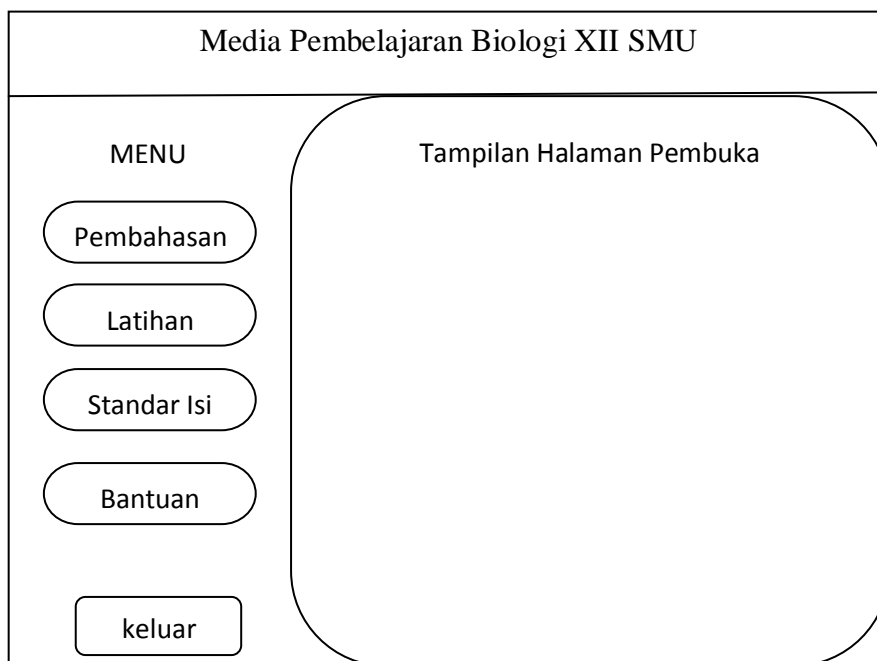 Media Pembelajaran Biologi XII SMU
MENU
Tampilan Halaman Pembuka
Pembahasan
Latihan
Standar Isi
Bantuan
keluar